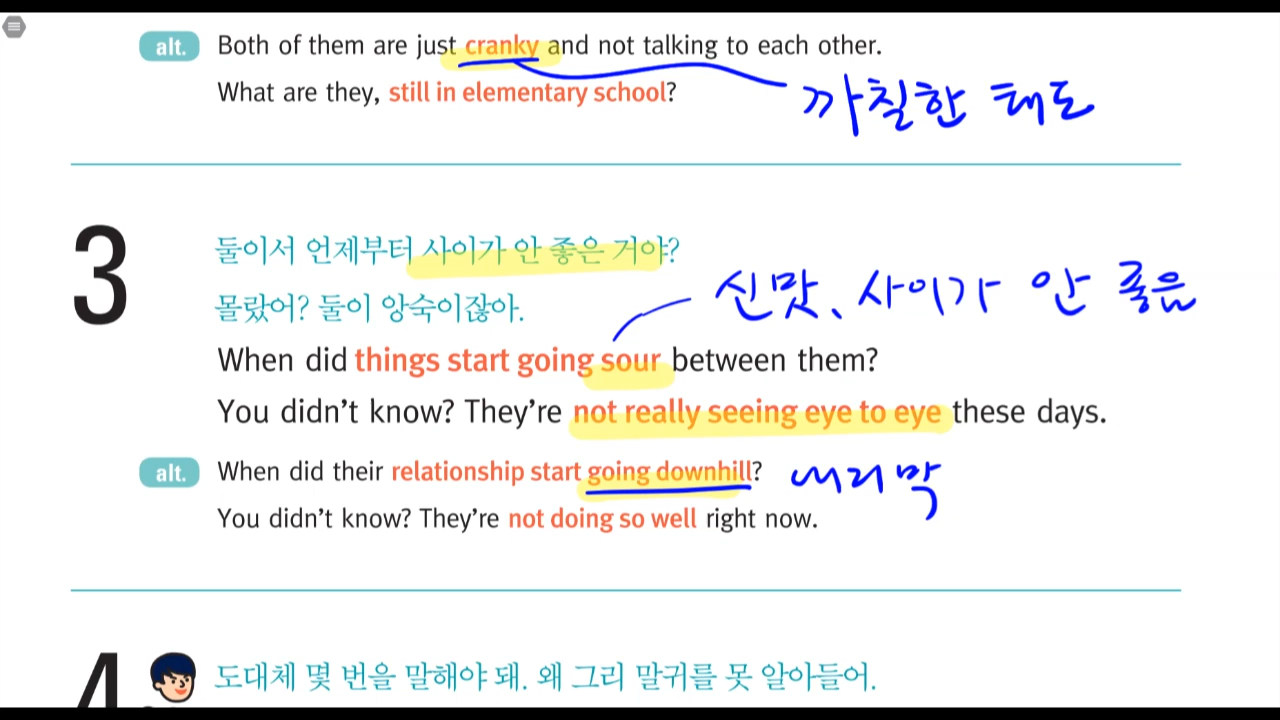 alt. Both of them are just cranky and not talking to each other.
What are they, still in elementary school?
까칠한 태도
3
둘이서 언제부터 사이가 안 좋은 거야?
신맛、사이가 안 좋음
몰랐어? 둘이 앙숙이잖아.
When did things start going sour between them?
You didn't know? They're not really seeing eye to eye these days.
alt. When did their relationship start going downhill? 내리막
You didn't know? They're not doing so well right now.
4
도대체 몇 번을 말해야 돼. 왜 그리 말귀를 못 알아들어.